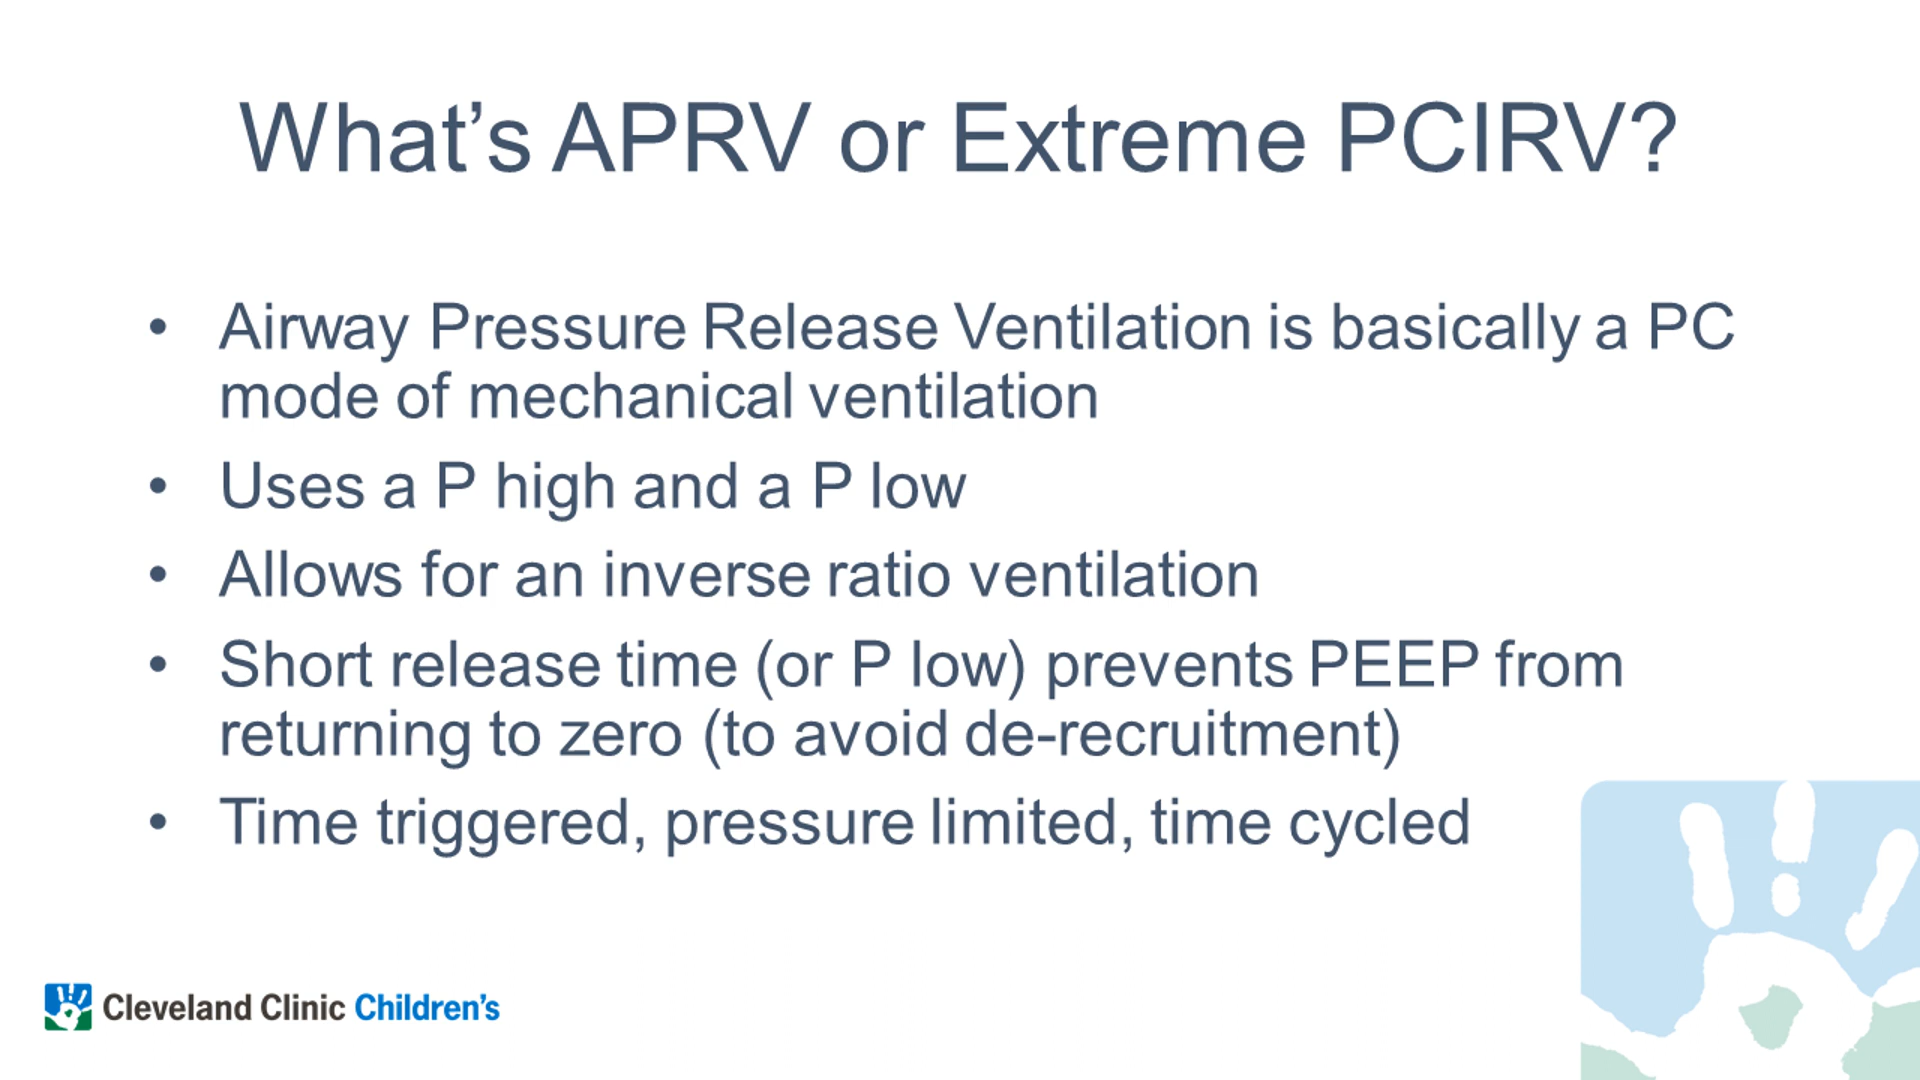 What’s APRV or Extreme PCIRV?
• Airway Pressure Release Ventilation is basically a PC
mode of mechanical ventilation
• Uses a P high and a P low
• Allows for an inverse ratio ventilation
• Short release time (or P low) prevents PEEP from
returning to zero (to avoid de-recruitment)
• Time triggered, pressure limited, time cycled
Cleveland Clinic Children’s